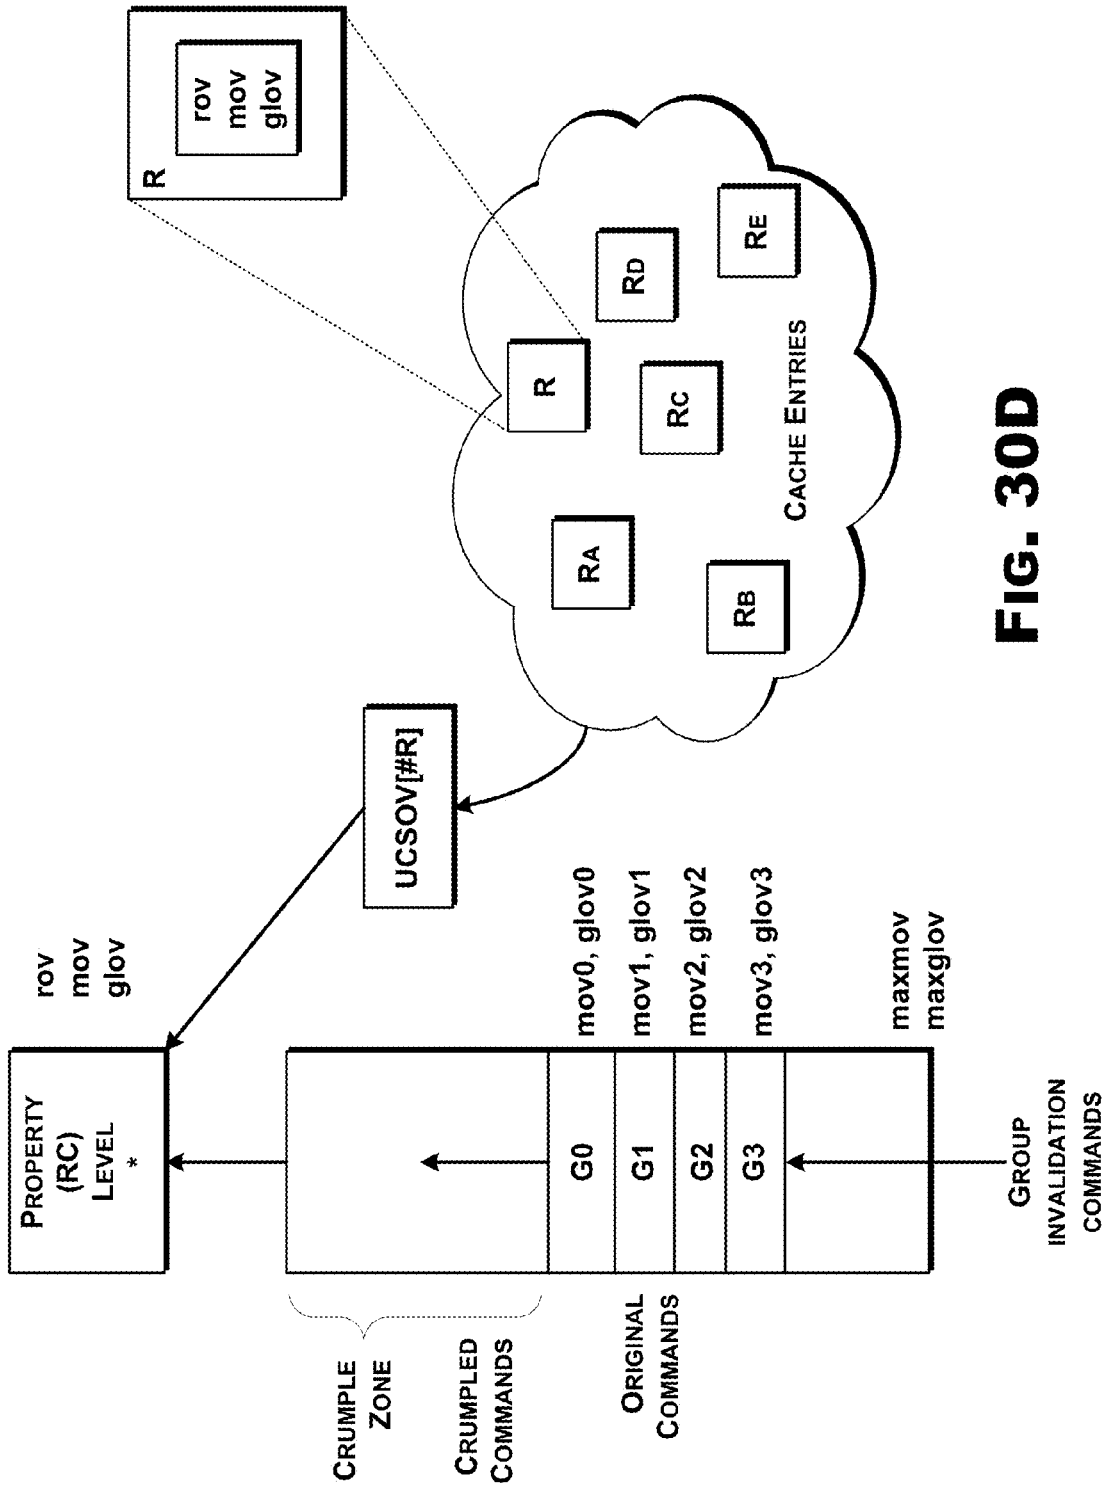 PROPERTY
(RC)
LEVEL
*
rov
mov
glov
R
rov
mov
glov
UCSOV[#R]
CRUMPLE
ZONE
CRUMPLED
COMMANDS
ORIGINAL
COMMANDS
G0
mov0, glov0
G1
mov1, glov1
G2
mov2, glov2
G3
mov3, glov3
maxmov
maxglov
GROUP
INVALIDATION
COMMANDS
RA
RB
R
RC
RD
RE
CACHE ENTRIES
FIG. 30D